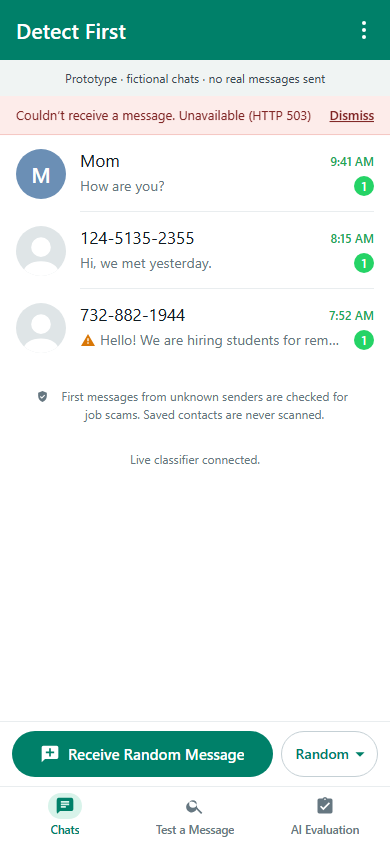 Detect First
Prototype · fictional chats · no real messages sent
Couldn't receive a message. Unavailable (HTTP 503) Dismiss
M
Mom 9:41 AM
How are you? 1
124-5135-2355 8:15 AM
Hi, we met yesterday. 1
732-882-1944 7:52 AM
Hello! We are hiring students for rem... 1
First messages from unknown senders are checked for
job scams. Saved contacts are never scanned.
Live classifier connected.
Receive Random Message Random
Chats Test a Message AI Evaluation